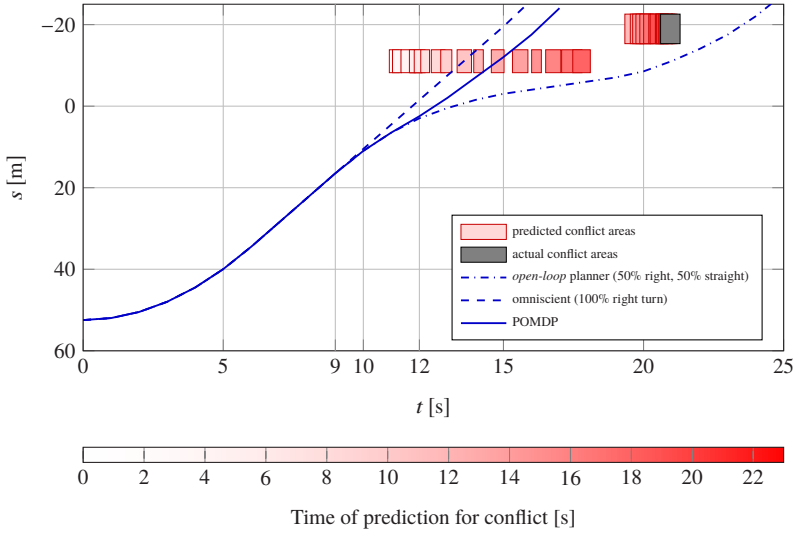 −20
0
20
40
60
s [m]
0 5 9 10 12 15 20 25
t [s]
predicted conflict areas
actual conflict areas
open-loop planner (50% right, 50% straight)
omniscient (100% right turn)
POMDP
0 2 4 6 8 10 12 14 16 18 20 22
Time of prediction for conflict [s]